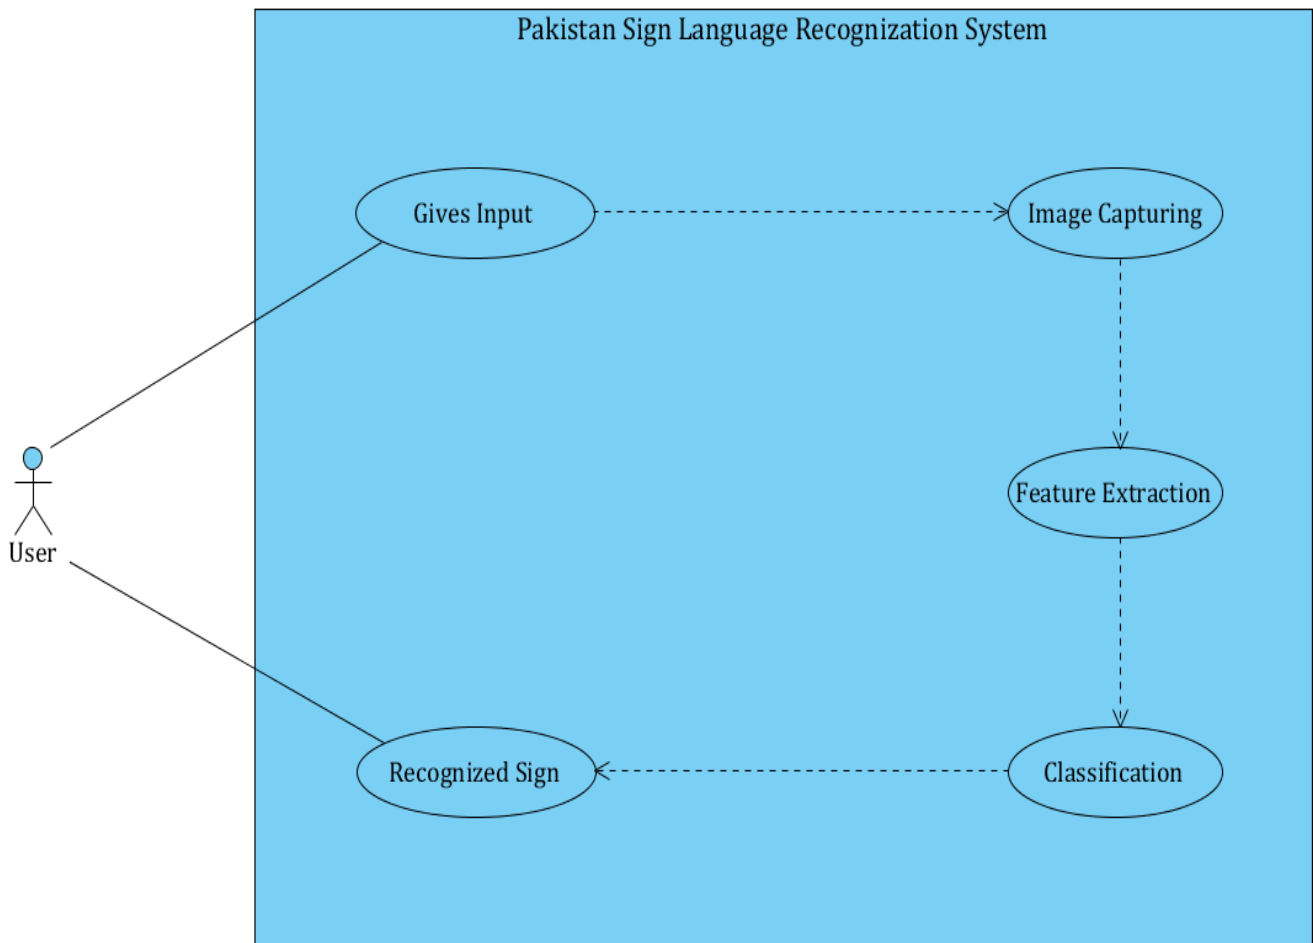 Pakistan Sign Language Recognization System
Gives Input
Image Capturing
Feature Extraction
User
Recognized Sign
Classification